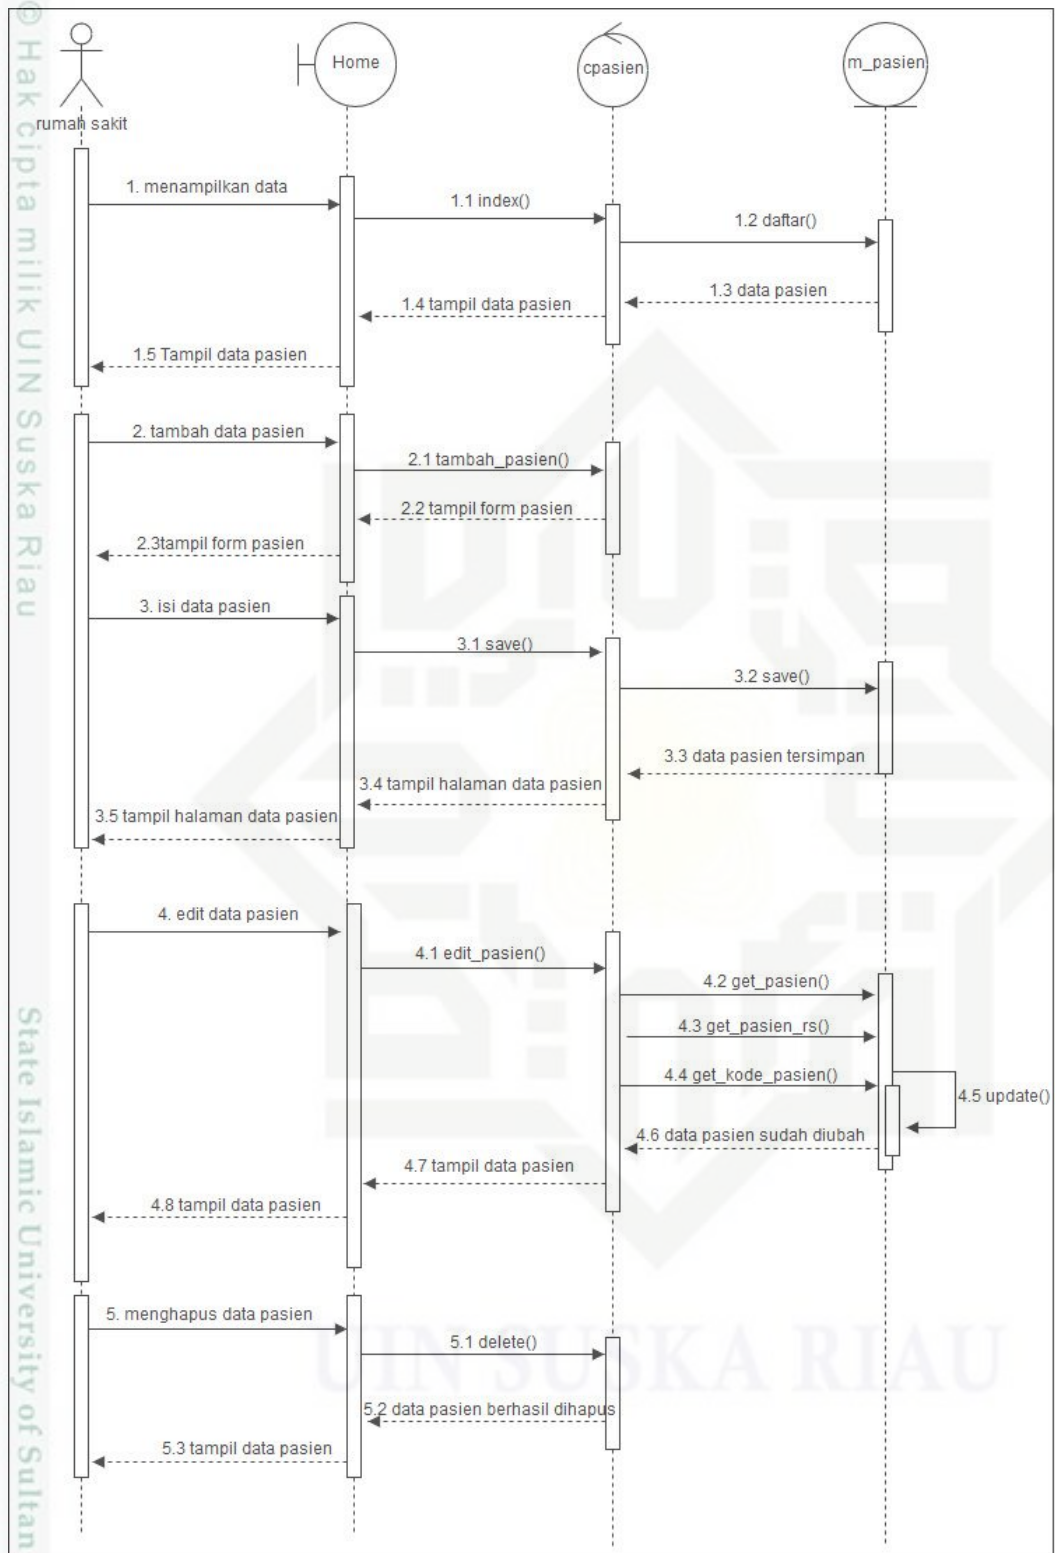 © Hak cipta milik UIN Suska Riau
State Islamic University of Sultan
Home
cpasien
m_pasien
rumah sakit
1. menampilkan data
1.1 index()
1.2 daftar()
1.3 data pasien
1.4 tampil data pasien
1.5 Tampil data pasien
2. tambah data pasien
2.1 tambah_pasien()
2.2 tampil form pasien
2.3tampil form pasien
3. isi data pasien
3.1 save()
3.2 save()
3.3 data pasien tersimpan
3.4 tampil halaman data pasien
3.5 tampil halaman data pasien
4. edit data pasien
4.1 edit_pasien()
4.2 get_pasien()
4.3 get_pasien_rs()
4.4 get_kode_pasien()
4.5 update()
4.6 data pasien sudah diubah
4.7 tampil data pasien
4.8 tampil data pasien
5. menghapus data pasien
5.1 delete()
UIN SUSKA RIAU
5.2 data pasien berhasil dihapus
5.3 tampil data pasien